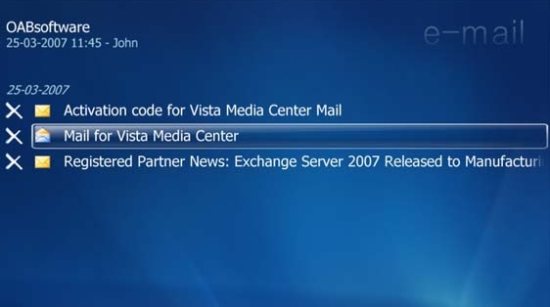 OABsoftware
e-mail
25-03-2007 11:45 - John
25-03-2007
Activation code for Vista Media Center Mail
Mail for Vista Media Center
Registered Partner News: Exchange Server 2007 Released to Manufacturi